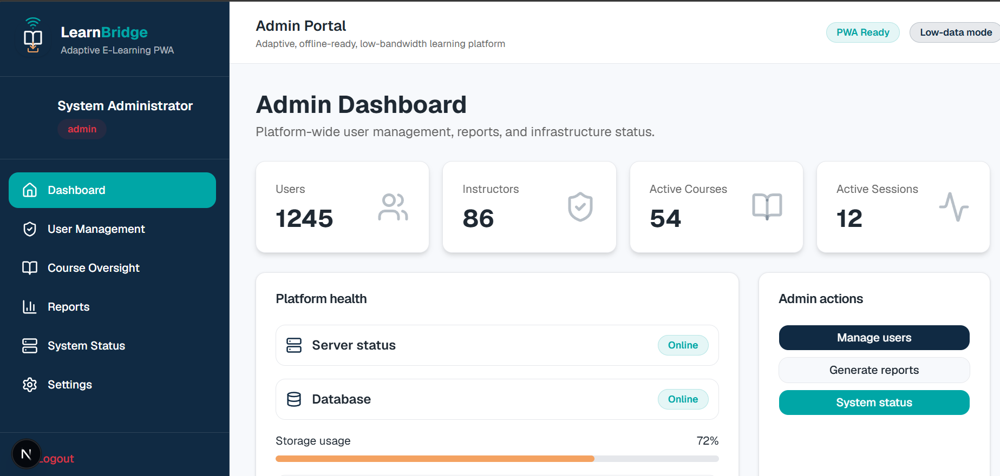 LearnBridge
Adaptive E-Learning PWA
System Administrator
admin
Dashboard
User Management
Course Oversight
Reports
System Status
Settings
N
Logout
Admin Portal
Adaptive, offline-ready, low-bandwidth learning platform
PWA Ready
Low-data mode
Admin Dashboard
Platform-wide user management, reports, and infrastructure status.
Users
1245
Instructors
86
Active Courses
54
Active Sessions
12
Platform health
Server status
Online
Database
Online
Storage usage
72%
Admin actions
Manage users
Generate reports
System status